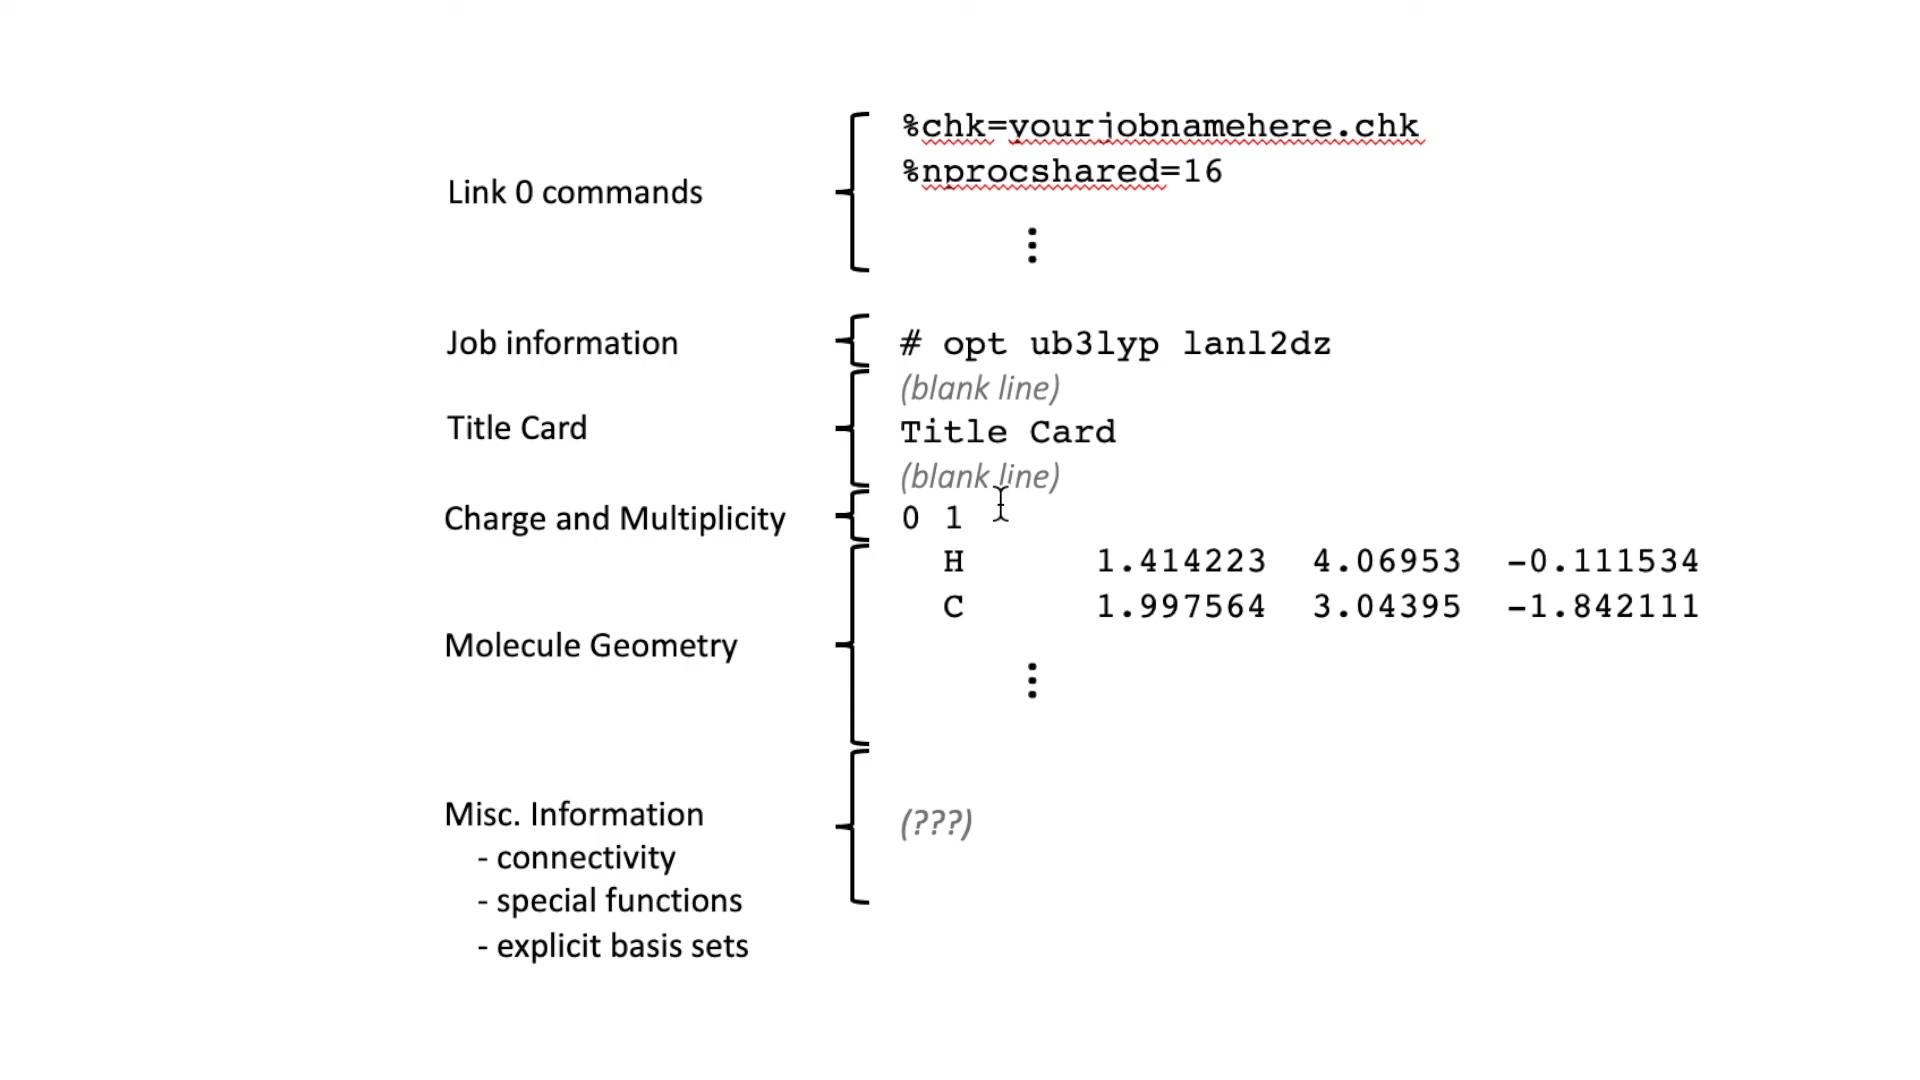 %chk=yourjobnamehere.chk
%nprocshared=16
Link 0 commands
Job information
# opt ub3lyp lanl2dz
(blank line)
Title Card
Title Card
(blank line)
Charge and Multiplicity
0 1
H 1.414223 4.06953 -0.111534
C 1.997564 3.04395 -1.842111
Molecule Geometry
Misc. Information
(???)
- connectivity
- special functions
- explicit basis sets